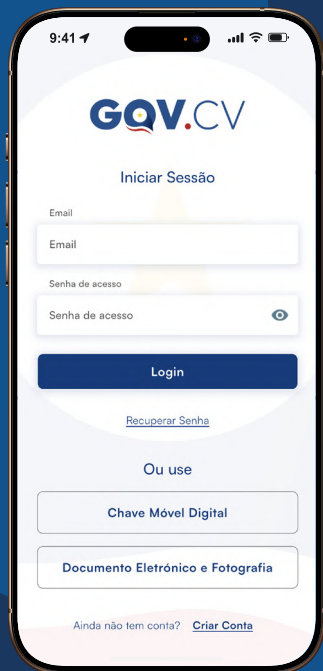 9:41
GOV.CV
Iniciar Sessão
Email
Email
Senha de acesso
Senha de acesso
Login
Recuperar Senha
Ou use
Chave Móvel Digital
Documento Eletrónico e Fotografia
Ainda não tem conta? Criar Conta